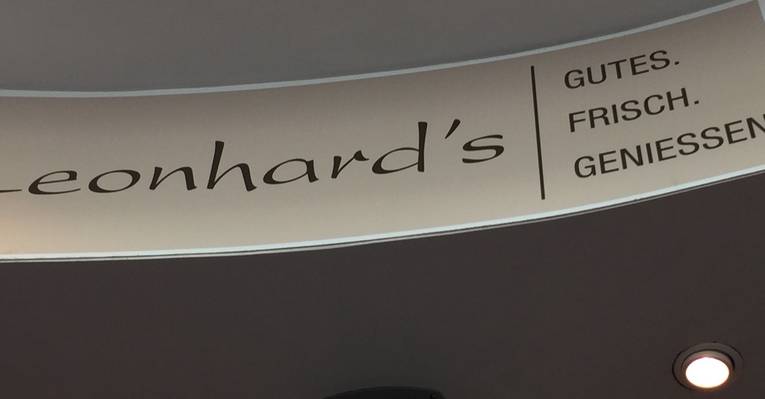 Leonhard's
GUTES.
FRISCH.
GENIESSEN